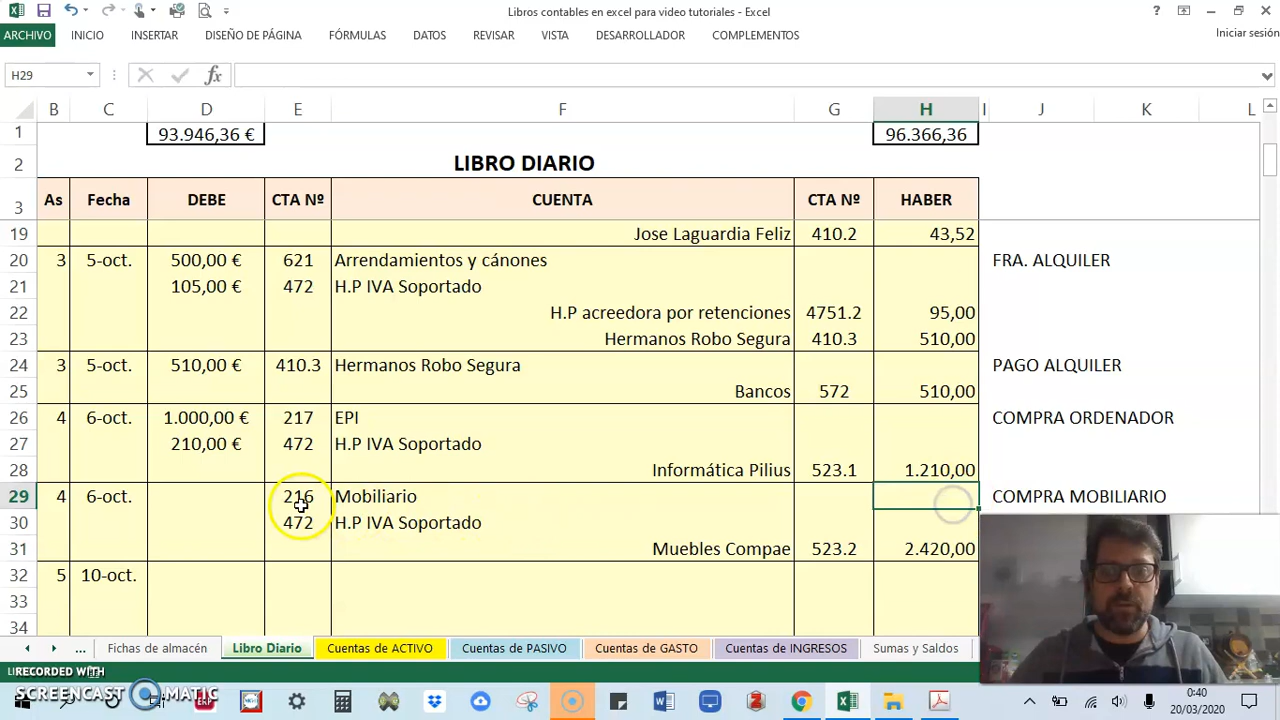 Libros contables en excel para video tutoriales - Excel
ARCHIVO INICIO INSERTAR DISEÑO DE PÁGINA FÓRMULAS DATOS REVISAR VISTA DESARROLLADOR COMPLEMENTOS Iniciar sesión
H29
B C D E F G H I J K L
1 93.946,36 € 96.366,36
2 LIBRO DIARIO
3 As Fecha DEBE CTA Nº CUENTA CTA Nº HABER
19 Jose Laguardia Feliz 410.2 43,52
20 3 5-oct. 500,00 € 621 Arrendamientos y cánones FRA. ALQUILER
21 105,00 € 472 H.P IVA Soportado
22 H.P acreedora por retenciones 4751.2 95,00
23 Hermanos Robo Segura 410.3 510,00
24 3 5-oct. 510,00 € 410.3 Hermanos Robo Segura PAGO ALQUILER
25 Bancos 572 510,00
26 4 6-oct. 1.000,00 € 217 EPI COMPRA ORDENADOR
27 210,00 € 472 H.P IVA Soportado
28 Informática Pilius 523.1 1.210,00
29 4 6-oct. 216 Mobiliario COMPRA MOBILIARIO
30 472 H.P IVA Soportado
31 Muebles Compae 523.2 2.420,00
32 5 10-oct.
33
34
... Fichas de almacén Libro Diario Cuentas de ACTIVO Cuentas de PASIVO Cuentas de GASTO Cuentas de INGRESOS Sumas y Saldos
RECORDED WITH
SCREENCAST MATIC
0:40
20/03/2020